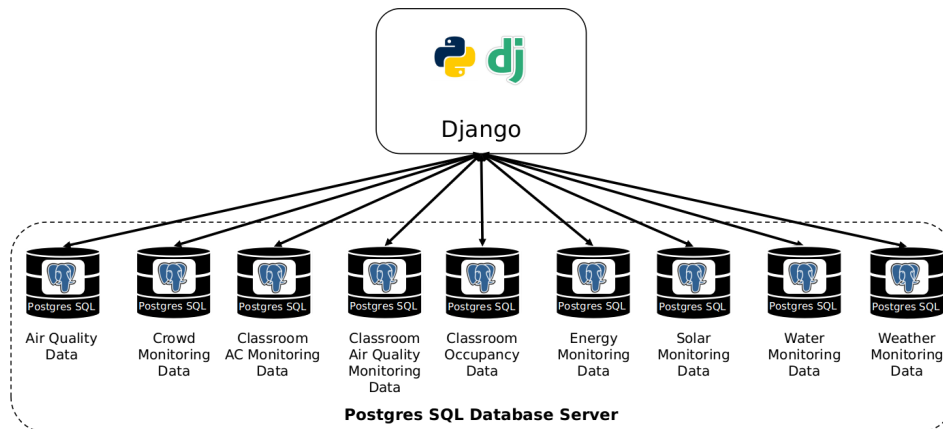 dj
Django
Postgres SQL
Postgres SQL
Postgres SQL
Postgres SQL
Postgres SQL
Postgres SQL
Postgres SQL
Postgres SQL
Postgres SQL
Air Quality
Data
Crowd
Monitoring
Data
Classroom
AC Monitoring
Data
Classroom
Air Quality
Monitoring
Data
Classroom
Occupancy
Data
Energy
Monitoring
Data
Solar
Monitoring
Data
Water
Monitoring
Data
Weather
Monitoring
Data
Postgres SQL Database Server